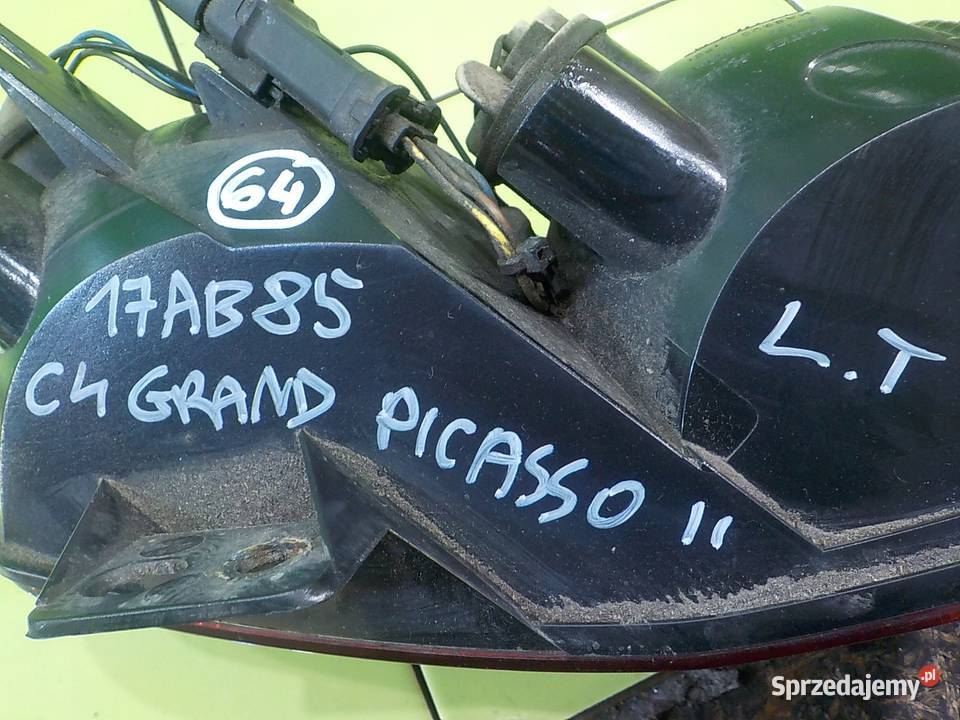 64
17AB85
C4 GRAND PICASSO II
L.T
Sprzedajemy.pl